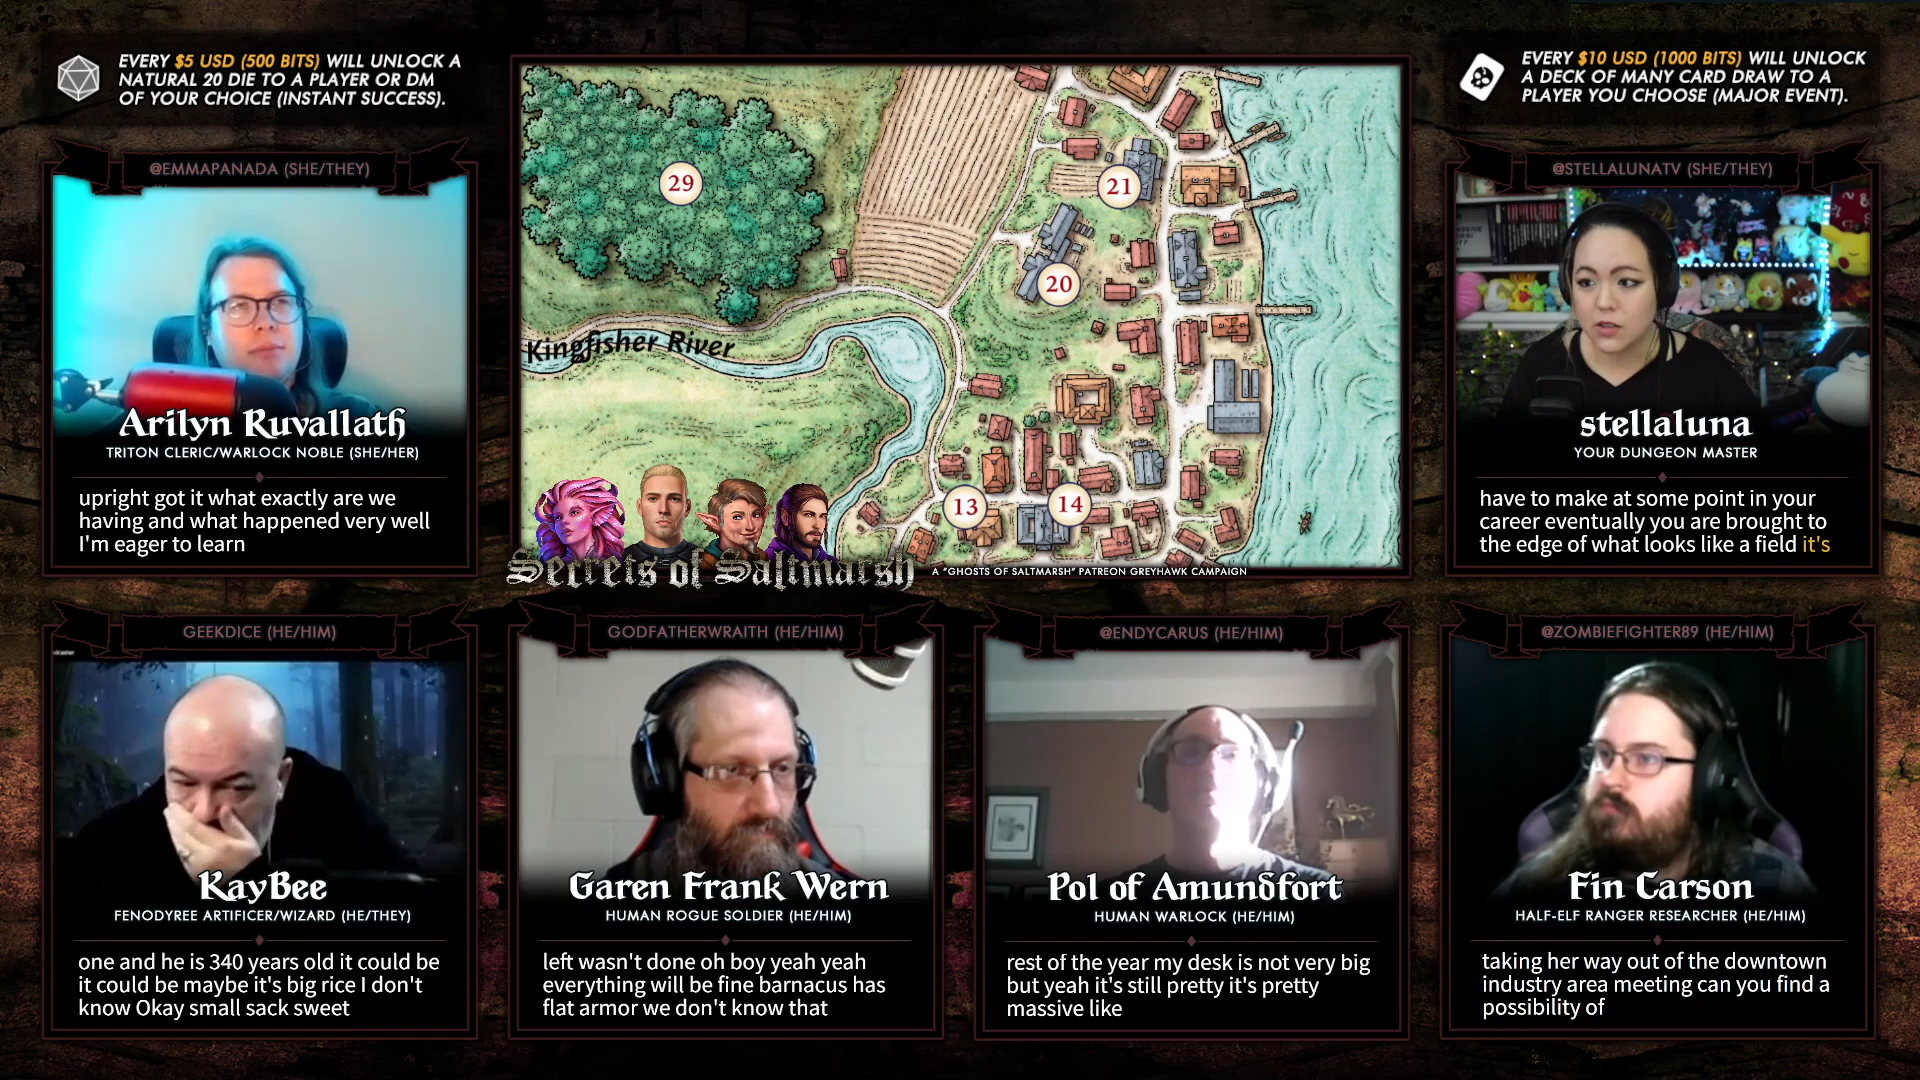 EVERY $5 USD (500 BITS) WILL UNLOCK A
NATURAL 20 DIE TO A PLAYER OR DM
OF YOUR CHOICE (INSTANT SUCCESS).
EVERY $10 USD (1000 BITS) WILL UNLOCK
A DECK OF MANY CARD DRAW TO A
PLAYER YOU CHOOSE (MAJOR EVENT).
@EMMAPANADA (SHE/THEY)
Arilyn Ruvallath
TRITON CLERIC/WARLOCK NOBLE (SHE/HER)
upright got it what exactly are we
having and what happened very well
I'm eager to learn
29
21
20
Kingfisher River
13
14
Secrets of Saltmarsh
A "GHOSTS OF SALTMARSH" PATREON GREYHAWK CAMPAIGN
@STELLALUNATV (SHE/THEY)
stellaluna
YOUR DUNGEON MASTER
have to make at some point in your
career eventually you are brought to
the edge of what looks like a field it's
GEEKDICE (HE/HIM)
KayBee
FENODYREE ARTIFICER/WIZARD (HE/THEY)
one and he is 340 years old it could be
it could be maybe it's big rice I don't
know Okay small sack sweet
GODFATHERWRAITH (HE/HIM)
Garen Frank Wern
HUMAN ROGUE SOLDIER (HE/HIM)
left wasn't done oh boy yeah yeah
everything will be fine barnacus has
flat armor we don't know that
@ENDYCARUS (HE/HIM)
Pol of Amundfort
HUMAN WARLOCK (HE/HIM)
rest of the year my desk is not very big
but yeah it's still pretty it's pretty
massive like
@ZOMBIEFIGHTER89 (HE/HIM)
Fin Carson
HALF-ELF RANGER RESEARCHER (HE/HIM)
taking her way out of the downtown
industry area meeting can you find a
possibility of